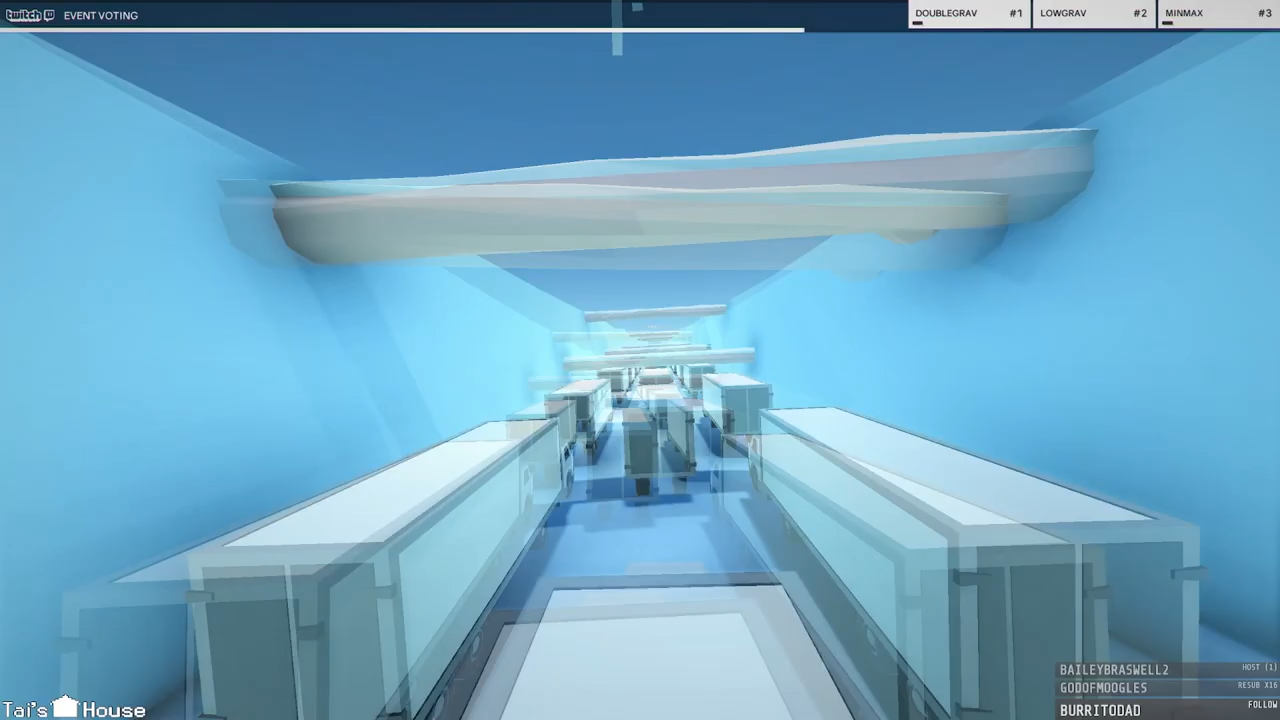 twitch EVENT VOTING
DOUBLEGRAV #1
LOWGRAV #2
MINMAX #3
BAILEYBRASWELL2 HOST (1)
GODOFMOOGLES RESUB X16
BURRITODAD FOLLOW
Tai's House